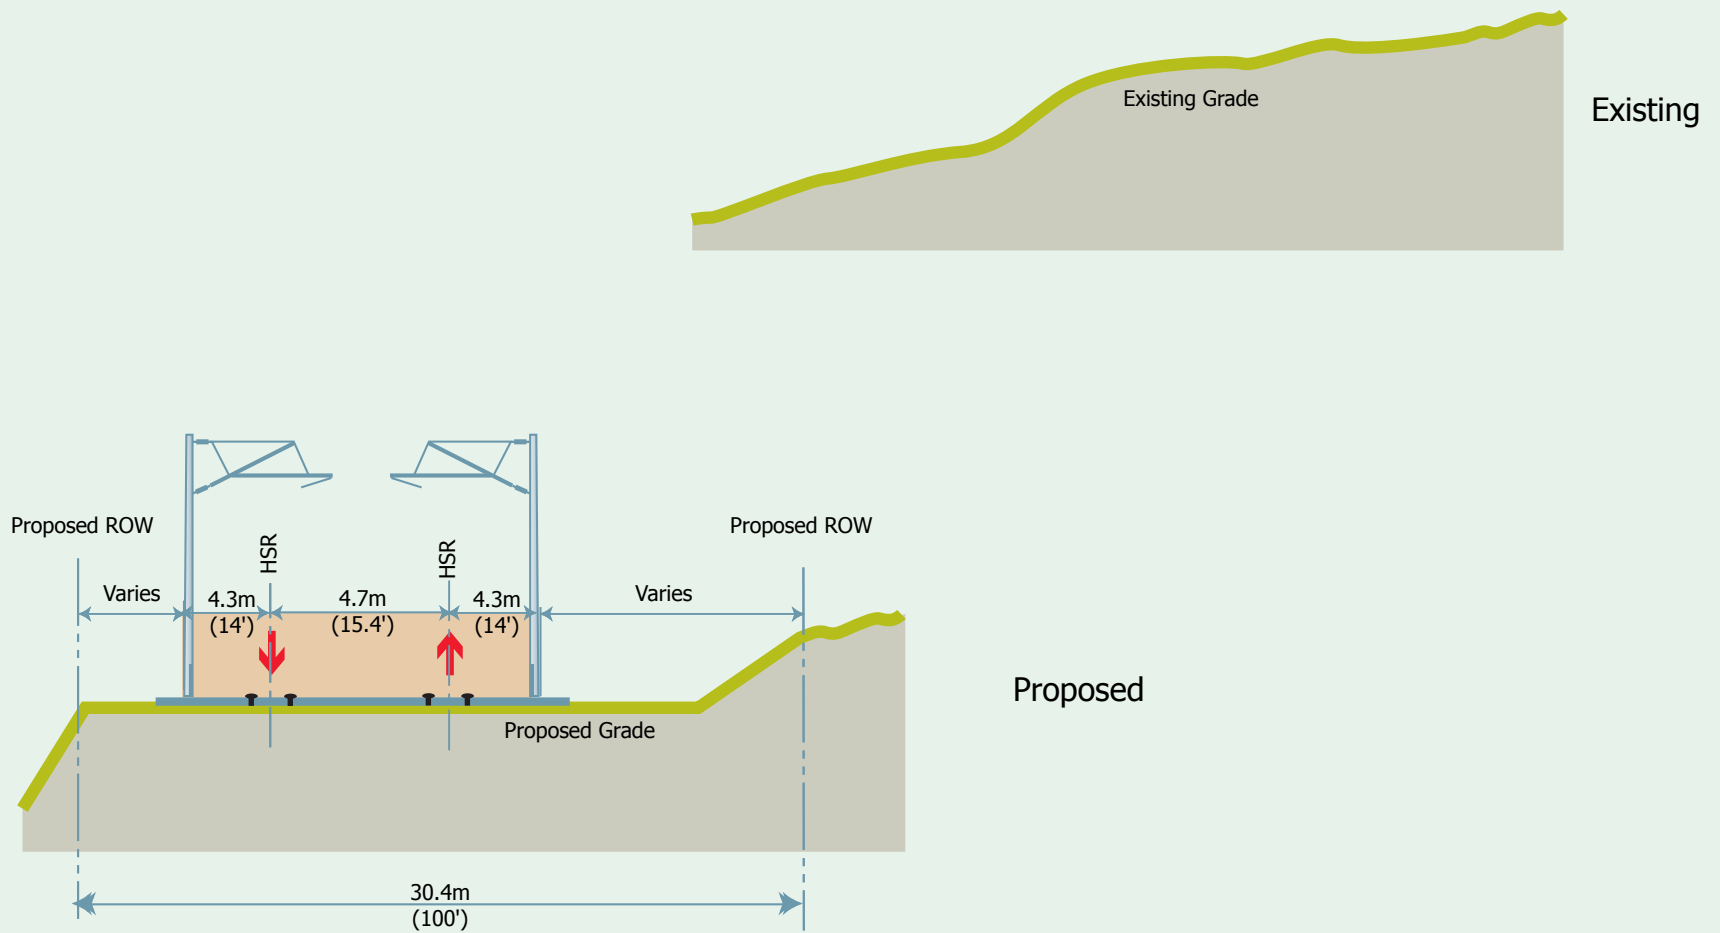 Existing Grade
Existing
Proposed ROW
Proposed ROW
HSR
HSR
Varies
4.3m
(14')
4.7m
(15.4')
4.3m
(14')
Varies
Proposed
Proposed Grade
30.4m
(100')